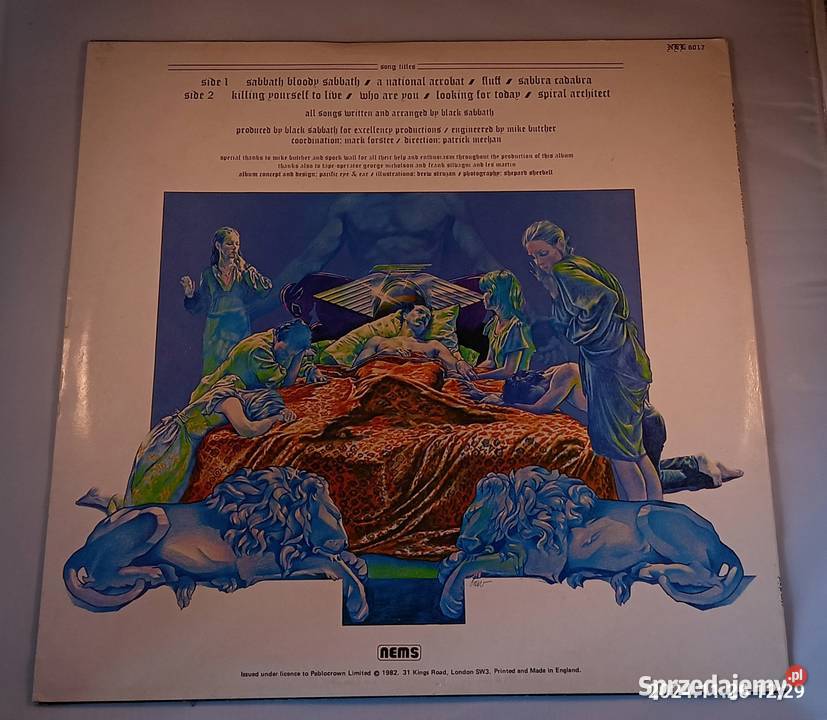 NEL 6017
song titles
side 1 sabbath bloody sabbath / a national acrobat / fluff / sabbra cadabra
side 2 killing yourself to live / who are you / looking for today / spiral architect
all songs written and arranged by black sabbath
produced by black sabbath for excellency productions / engineered by mike butcher
coordination: mark forster / direction: patrick meehan
special thanks to mike butcher and spock wall for all their help and enthusiasm throughout the production of this album
thanks also to tape-operator george nicholson and frank silvagni and les martin
album concept and design: pacific eye & ear / illustrations: drew struzan / photography: shepard sherbell
NEMS
Issued under licence to Pablocrown Limited © 1982. 31 Kings Road, London SW3. Printed and Made in England.
Sprzedajemy.pl
12/29